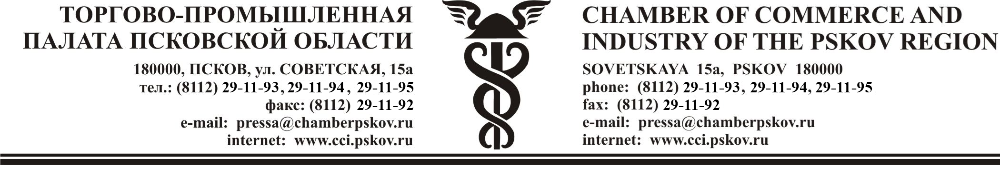 ТОРГОВО-ПРОМЫШЛЕННАЯ
ПАЛАТА ПСКОВСКОЙ ОБЛАСТИ
180000, ПСКОВ, ул. СОВЕТСКАЯ, 15а
тел.: (8112) 29-11-93, 29-11-94, 29-11-95
факс: (8112) 29-11-92
e-mail: pressa@chamberpskov.ru
internet: www.cci.pskov.ru
CHAMBER OF COMMERCE AND
INDUSTRY OF THE PSKOV REGION
SOVETSKAYA 15a, PSKOV 180000
phone: (8112) 29-11-93, 29-11-94, 29-11-95
fax: (8112) 29-11-92
e-mail: pressa@chamberpskov.ru
internet: www.cci.pskov.ru